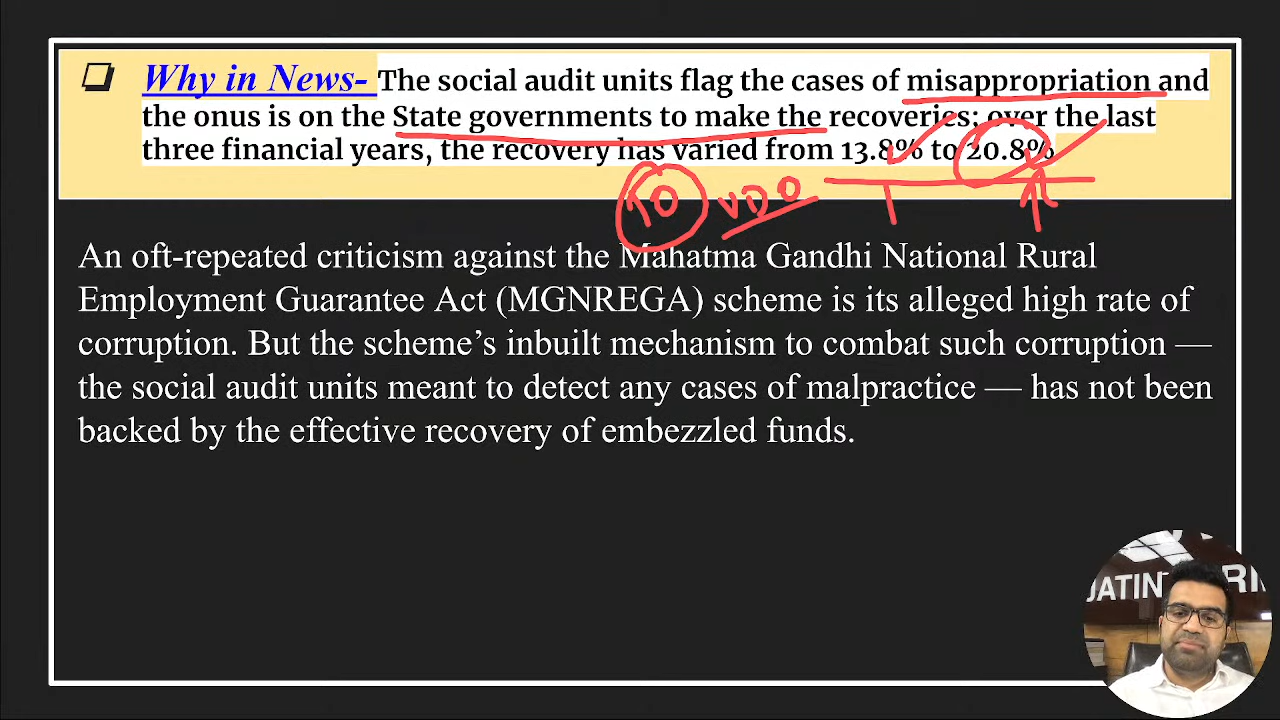 Why in News- The social audit units flag the cases of misappropriation and
the onus is on the State governments to make the recoveries; over the last
three financial years, the recovery has varied from 13.8% to 20.8%
10 VDO
An oft-repeated criticism against the Mahatma Gandhi National Rural
Employment Guarantee Act (MGNREGA) scheme is its alleged high rate of
corruption. But the scheme’s inbuilt mechanism to combat such corruption —
the social audit units meant to detect any cases of malpractice — has not been
backed by the effective recovery of embezzled funds.
JATIN